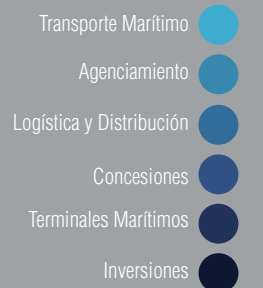 Transporte Marítimo
Agenciamiento
Logística y Distribución
Concesiones
Terminales Marítimos
Inversiones